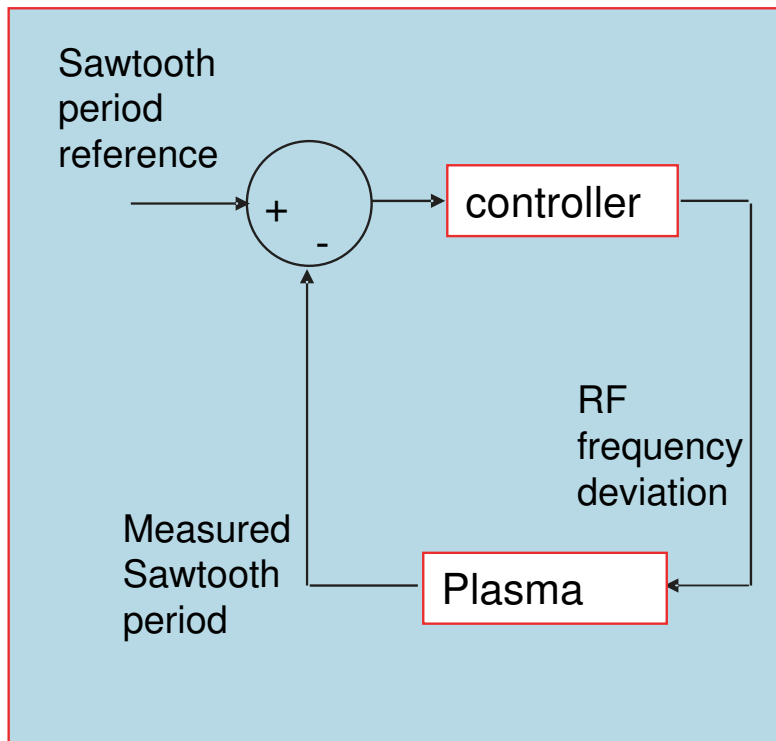 Sawtooth
period
reference
+
-
controller
RF
frequency
deviation
Measured
Sawtooth
period
Plasma